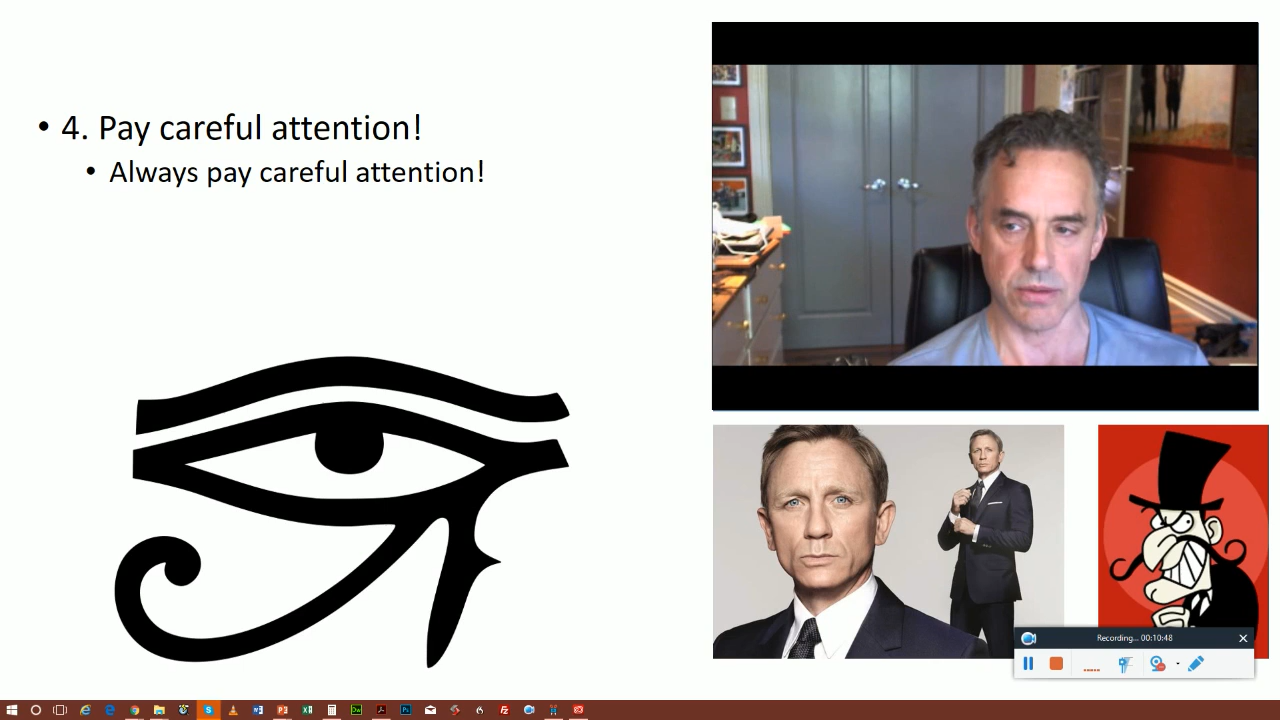 • 4. Pay careful attention!
• Always pay careful attention!
Recording... 00:10:48